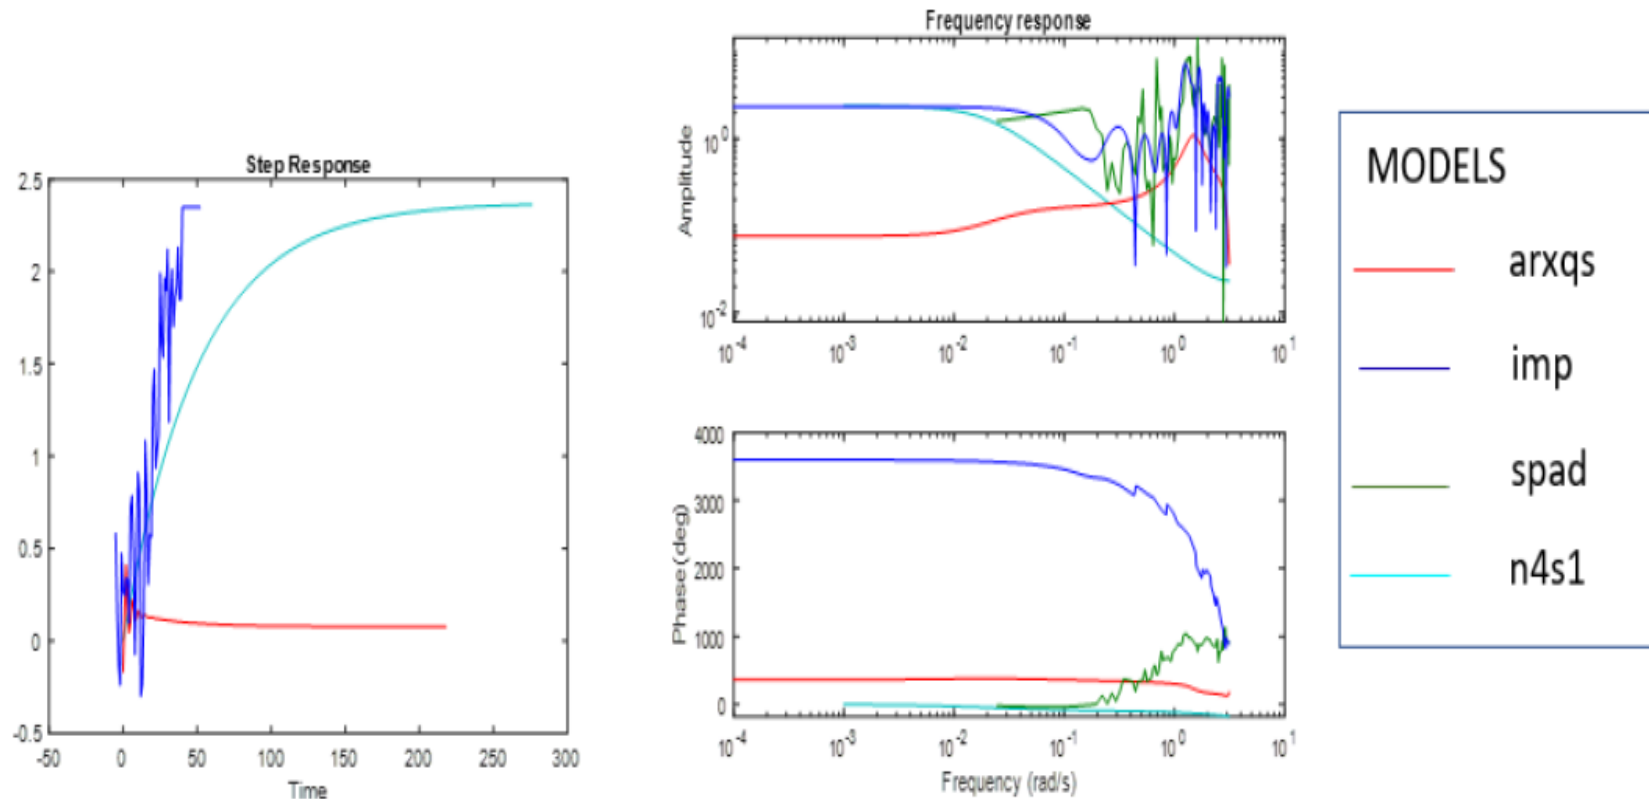 Step Response
2.5
2
1.5
1
0.5
0
-0.5
-50 0 50 100 150 200 250 300
Time
Frequency response
Amplitude
10^0
10^-2
10^-4 10^-3 10^-2 10^-1 10^0 10^1
Phase(deg)
4000
3000
2000
1000
0
10^-4 10^-3 10^-2 10^-1 10^0 10^1
Frequency (rad/s)
MODELS
arxqs
imp
spad
n4s1